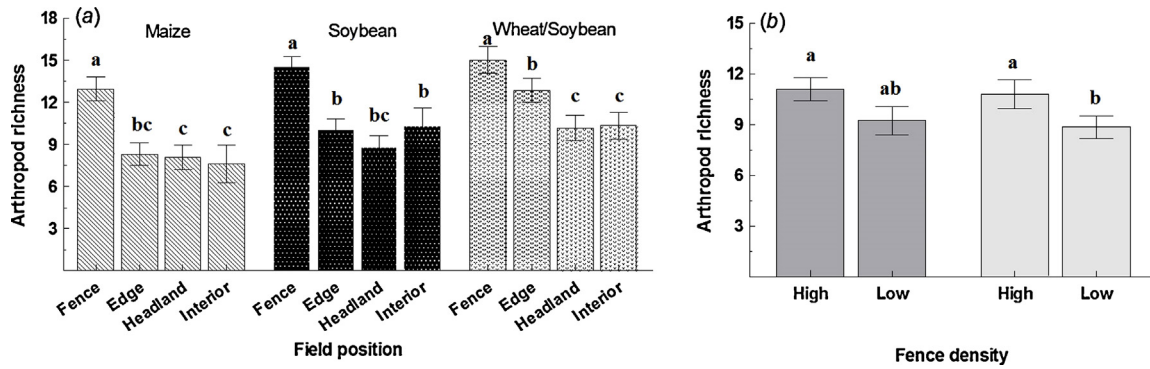 (a)
Maize Soybean Wheat/Soybean
Arthropod richness
18
15
12
9
6
3
a bc c c
a b bc b
a b c c
Fence Edge Headland Interior
Fence Edge Headland Interior
Fence Edge Headland Interior
Field position
(b)
Arthropod richness
15
12
9
6
3
a ab a b
High Low High Low
Fence density